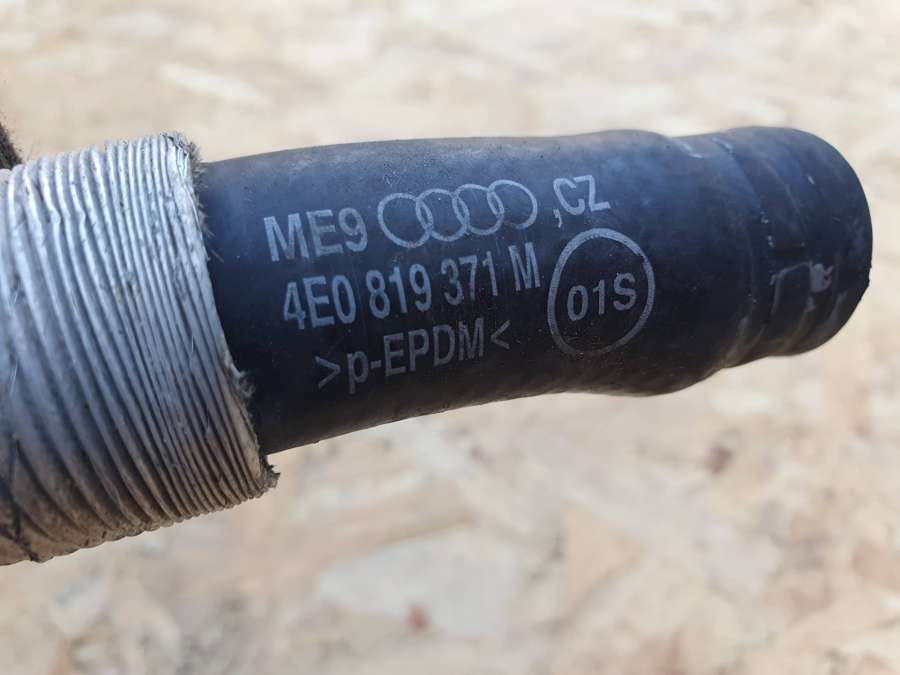 ME9 ,CZ
4E0 819 371 M
01S
>p-EPDM<